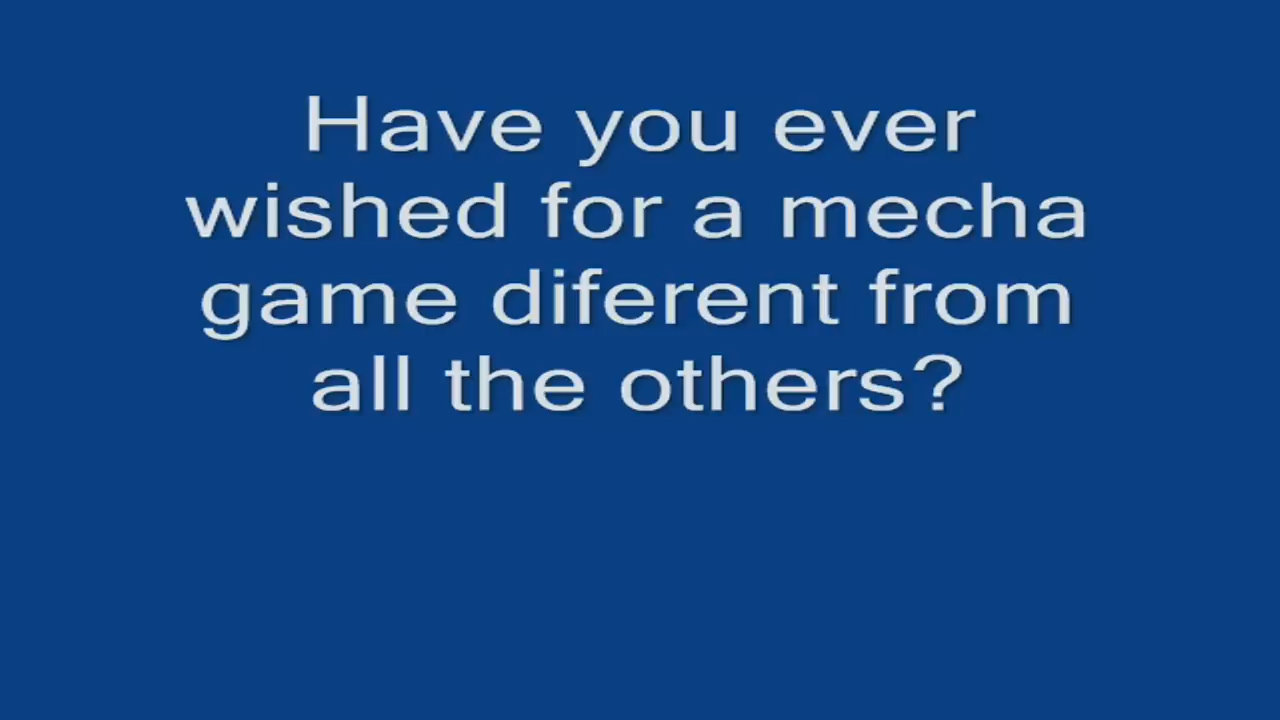 Have you ever
wished for a mecha
game diferent from
all the others?